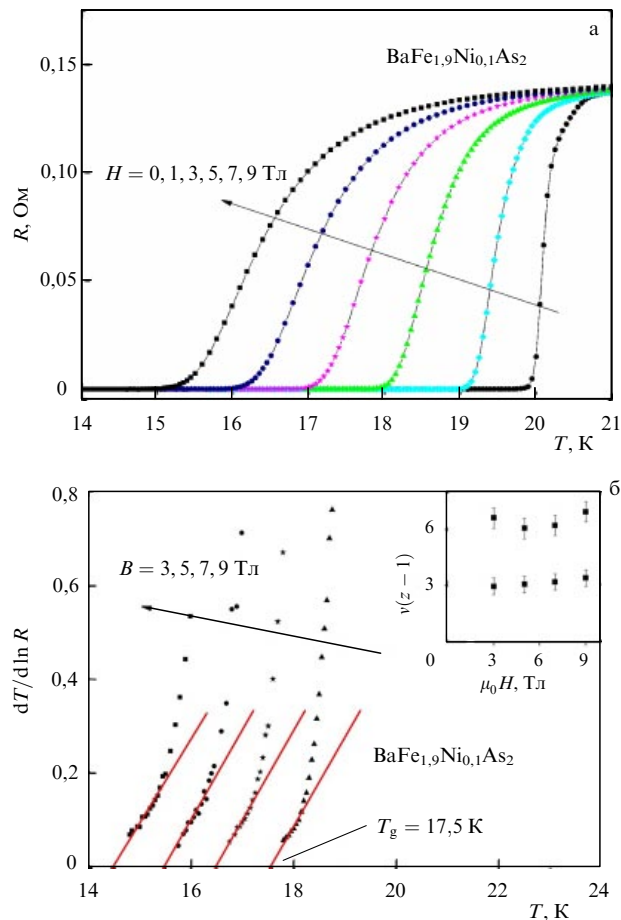 а
BaFe1,9Ni0,1As2
0,15
0,10
0,05
0
R, Ом
H = 0, 1, 3, 5, 7, 9 Тл
14 15 16 17 18 19 20 21
T, К
б
0,8
0,6
0,4
0,2
0
dT/d ln R
B = 3, 5, 7, 9 Тл
6
3
0
ν(z − 1)
3 6 9
μ0H, Тл
BaFe1,9Ni0,1As2
Tg = 17,5 К
14 16 18 20 22 24
T, К